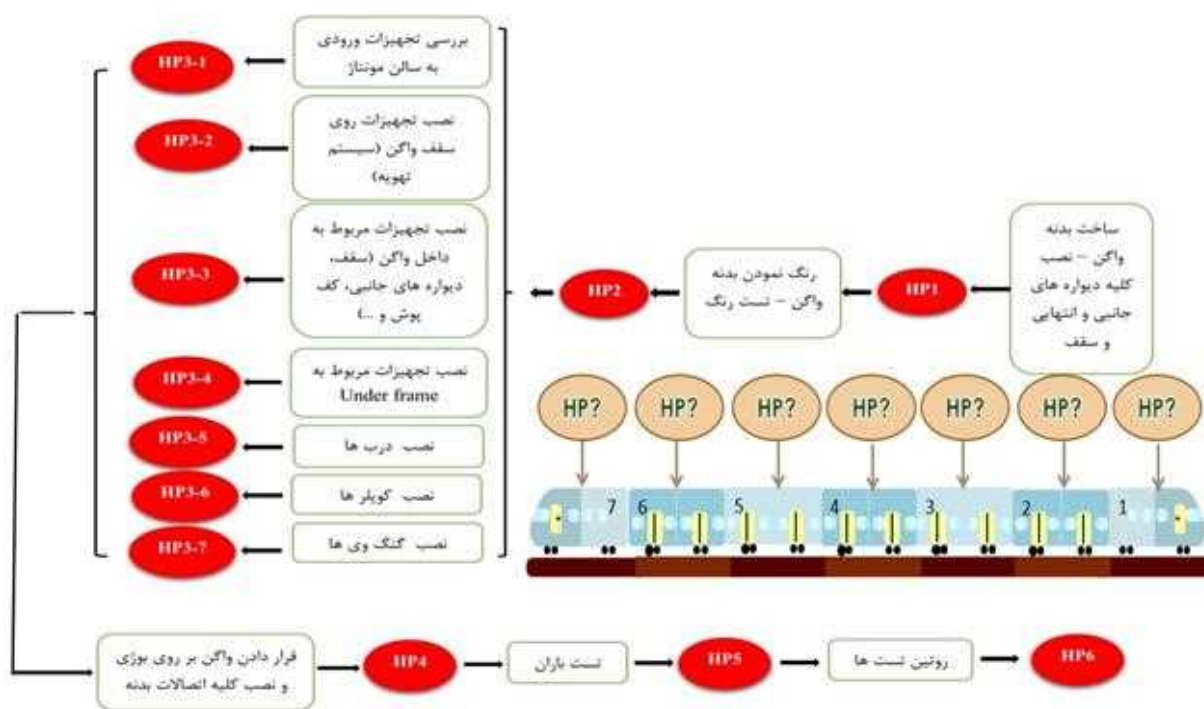 HP3-1
بررسی تجهیزات ورودی
به سالن مونتاژ
HP3-2
نصب تجهیزات روی
سقف واگن (سیستم
تهویه)
HP3-3
نصب تجهیزات مربوط به
داخل واگن (سقف،
دیواره های جانبی، کف
پوش و ...)
HP3-4
نصب تجهیزات مربوط به
Under frame
HP3-5
نصب درب ها
HP3-6
نصب کوپلر ها
HP3-7
نصب گنگ وی ها
HP2
رنگ نمودن بدنه
واگن – تست رنگ
HP1
ساخت بدنه
واگن – نصب
کلیه دیواره های
جانبی و انتهایی
و سقف
HP?
HP?
HP?
HP?
HP?
HP?
HP?
7
6
5
4
3
2
1
قرار دادن واگن بر روی بوژی
و نصب کلیه اتصالات بدنه
HP4
تست باران
HP5
روتین تست ها
HP6